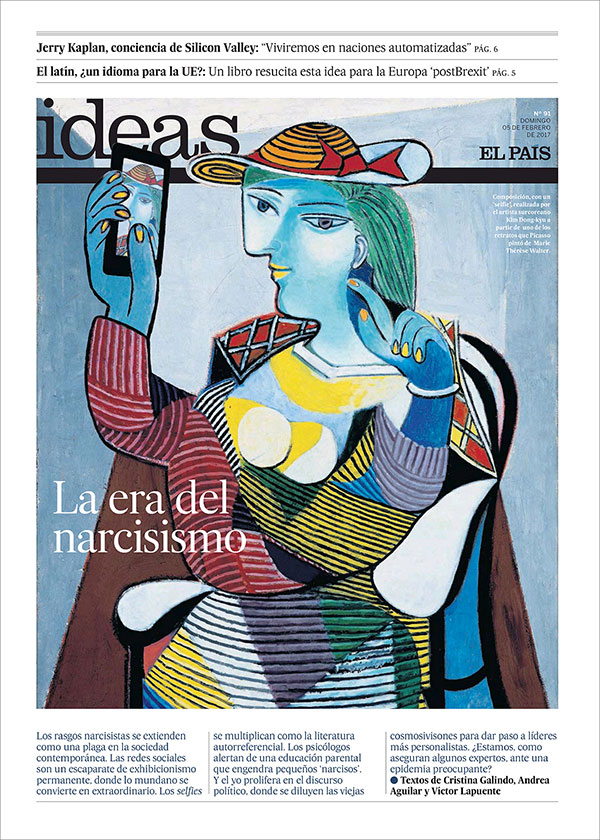 Jerry Kaplan, conciencia de Silicon Valley: “Viviremos en naciones automatizadas” PÁG. 6
El latín, ¿un idioma para la UE?: Un libro resucita esta idea para la Europa ‘postBrexit’ PÁG. 5
ideas
Nº 91
DOMINGO
05 DE FEBRERO
DE 2017
EL PAÍS
Composición, con un
‘selfie’, realizada por
el artista surcoreano
Kim Dong-kyu a
partir de uno de los
retratos que Picasso
pintó de Marie
Thérèse Walter.
La era del
narcisismo
Los rasgos narcisistas se extienden
como una plaga en la sociedad
contemporánea. Las redes sociales
son un escaparate de exhibicionismo
permanente, donde lo mundano se
convierte en extraordinario. Los selfies
se multiplican como la literatura
autorreferencial. Los psicólogos
alertan de una educación parental
que engendra pequeños ‘narcisos’.
Y el yo prolifera en el discurso
político, donde se diluyen las viejas
cosmosivisones para dar paso a líderes
más personalistas. ¿Estamos, como
aseguran algunos expertos, ante una
epidemia preocupante?
● Textos de Cristina Galindo, Andrea
Aguilar y Víctor Lapuente